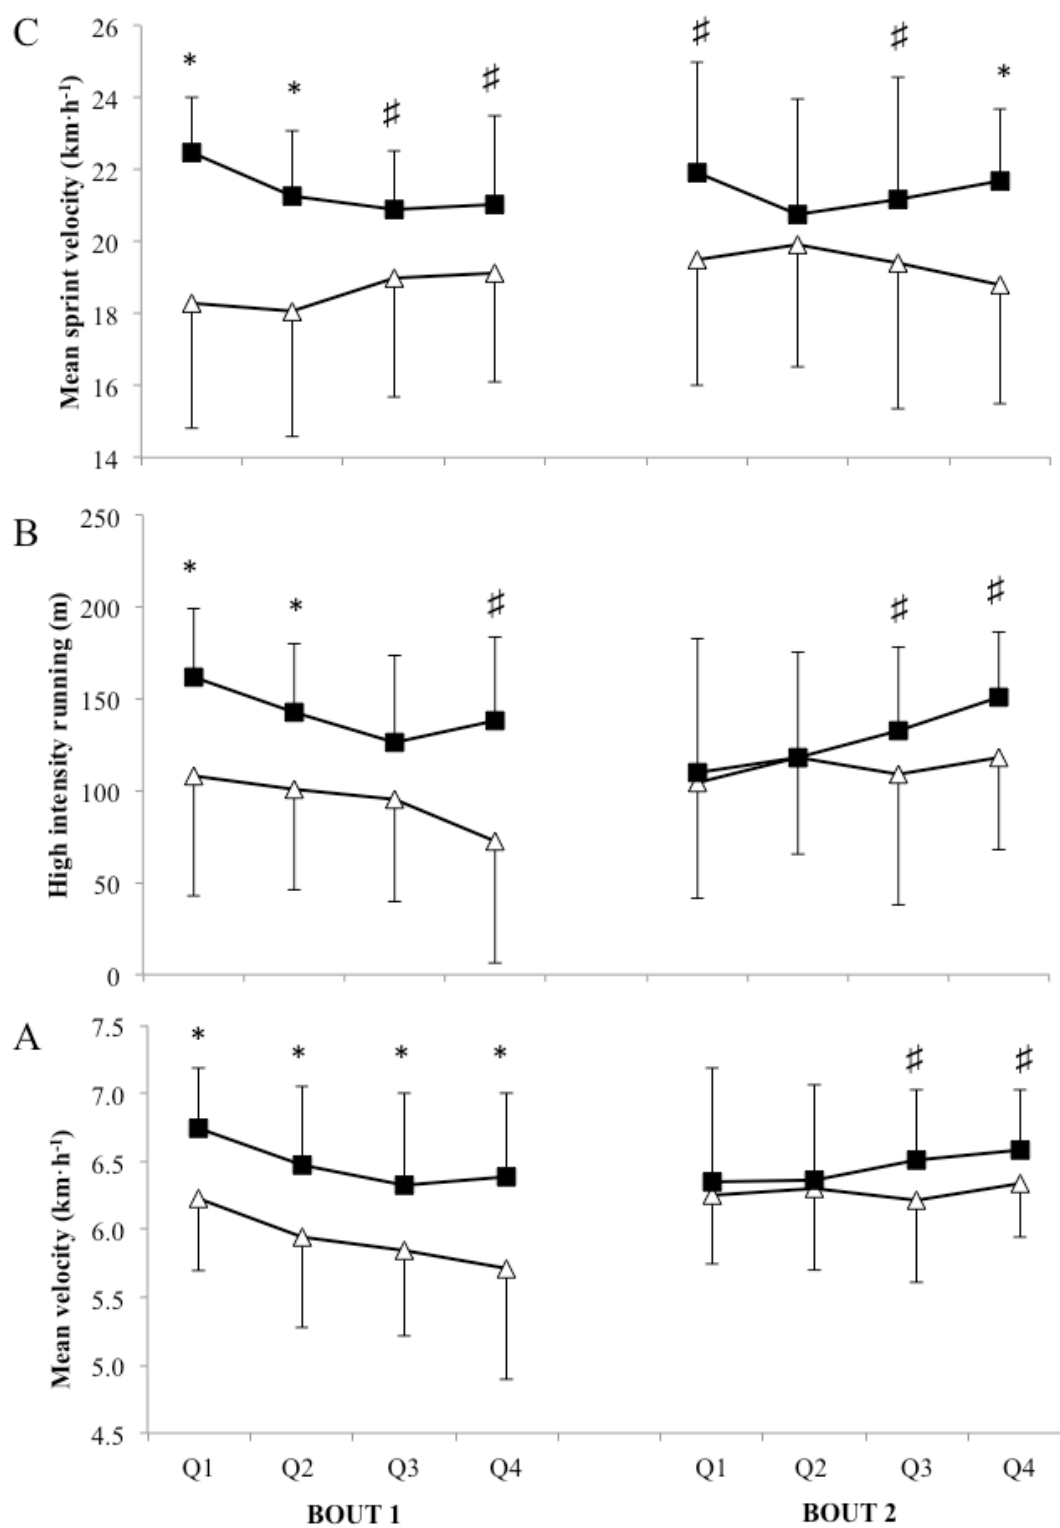 C
Mean sprint velocity (km·h⁻¹)
26
24
22
20
18
16
14
* * ♯ ♯ ♯ ♯ *
B
High intensity running (m)
250
200
150
100
50
0
* * ♯ ♯ ♯
A
Mean velocity (km·h⁻¹)
7.5
7.0
6.5
6.0
5.5
5.0
4.5
* * * * ♯ ♯
Q1 Q2 Q3 Q4 Q1 Q2 Q3 Q4
BOUT 1 BOUT 2